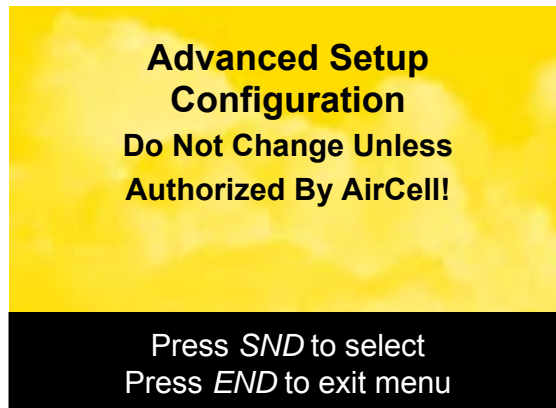 Advanced Setup
Configuration
Do Not Change Unless
Authorized By AirCell!
Press SND to select
Press END to exit menu